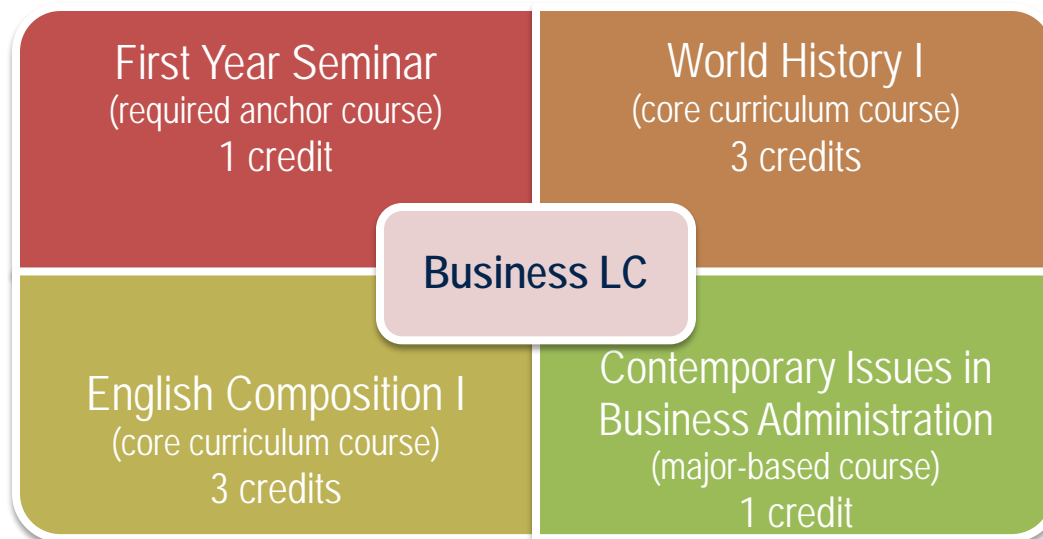 First Year Seminar
(required anchor course)
1 credit
World History I
(core curriculum course)
3 credits
Business LC
English Composition I
(core curriculum course)
3 credits
Contemporary Issues in
Business Administration
(major-based course)
1 credit